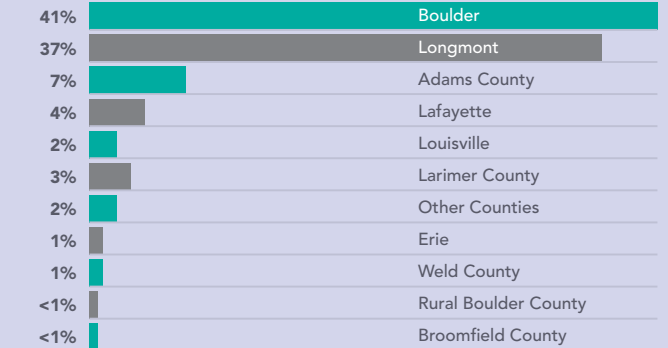 41% Boulder
37% Longmont
7% Adams County
4% Lafayette
2% Louisville
3% Larimer County
2% Other Counties
1% Erie
1% Weld County
<1% Rural Boulder County
<1% Broomfield County